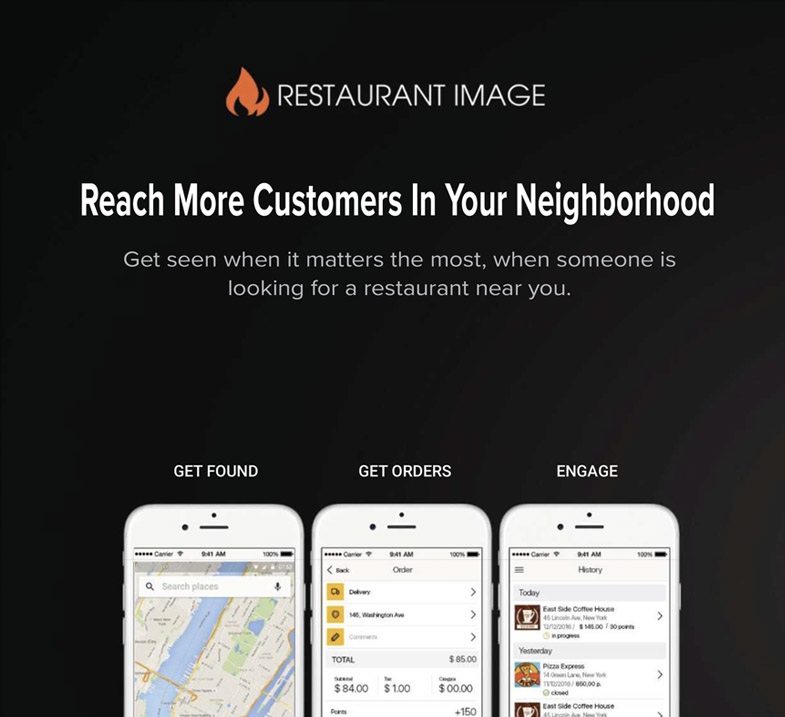 RESTAURANT IMAGE
Reach More Customers In Your Neighborhood
Get seen when it matters the most, when someone is
looking for a restaurant near you.
GET FOUND
GET ORDERS
ENGAGE
Carrier 9:41 AM 100%
Search places
Carrier 9:41 AM 100%
Back Order
Delivery
146, Washington Ave
Comments
TOTAL $ 85.00
Subtotal Tax
$ 84.00 $ 1.00 $ 00.00
Points +150
Carrier 9:41 AM 100%
History
Today
East Side Coffee House
45 Lincoln Ave, New York
12/12/2016 / $ 145.00 / 30 points
in progress
Yesterday
Pizza Express
14 Green Lane, New York
11/12/2016 / 860,00 p.
closed
East Side Coffee House
45 Lincoln Ave, New York